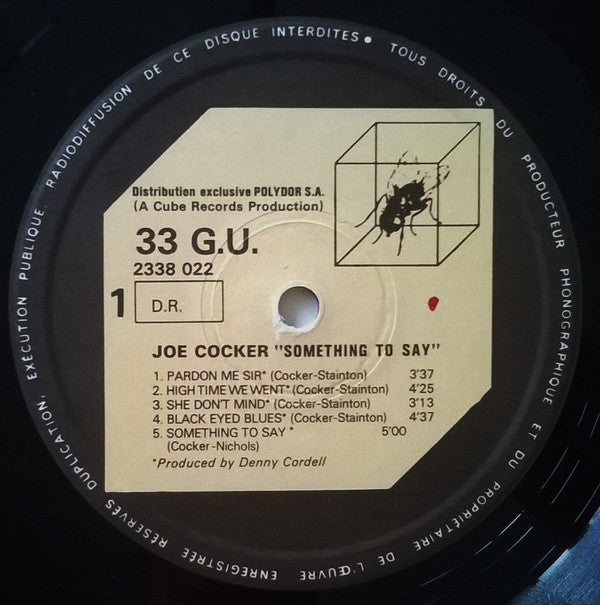 TOUS DROITS DU PRODUCTEUR PHONOGRAPHIQUE ET DU PROPRIÉTAIRE DE L'ŒUVRE ENREGISTRÉE RÉSERVÉS DUPLICATION, EXÉCUTION PUBLIQUE, RADIODIFFUSION DE CE DISQUE INTERDITES ●
Distribution exclusive POLYDOR S.A.
(A Cube Records Production)
33 G.U.
2338 022
1 D.R.
JOE COCKER "SOMETHING TO SAY"
1. PARDON ME SIR* (Cocker-Stainton) 3'37
2. HIGH TIME WE WENT* (Cocker-Stainton) 4'25
3. SHE DON'T MIND* (Cocker-Stainton) 3'13
4. BLACK EYED BLUES* (Cocker-Stainton) 4'37
5. SOMETHING TO SAY * 5'00
(Cocker-Nichols)
*Produced by Denny Cordell